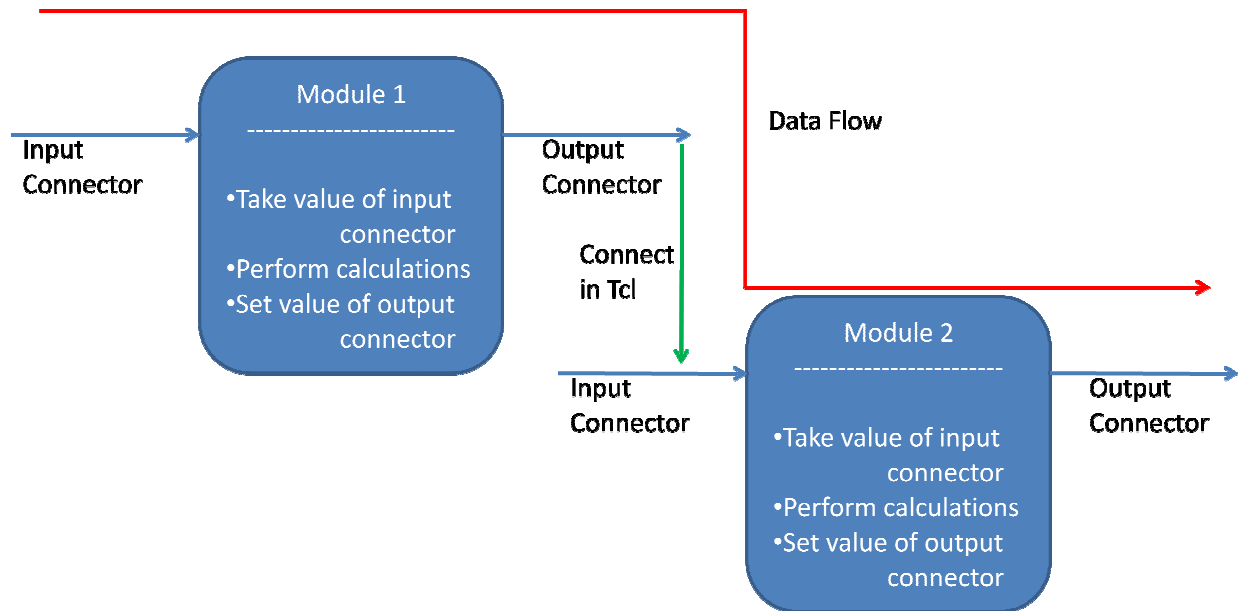 Module 1
------------------------
Input
Connector
•Take value of input
connector
•Perform calculations
•Set value of output
connector
Output
Connector
Data Flow
Connect
in Tcl
Input
Connector
Module 2
------------------------
•Take value of input
connector
•Perform calculations
•Set value of output
connector
Output
Connector